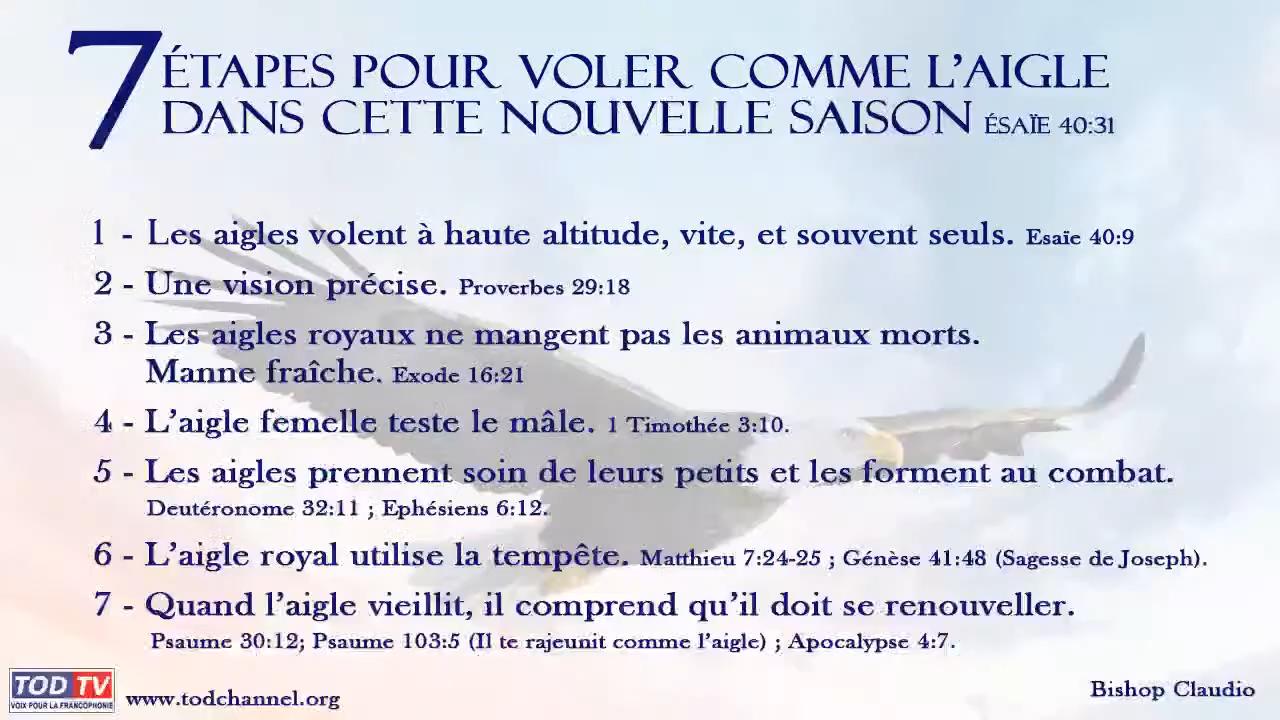 7 ÉTAPES POUR VOLER COMME L'AIGLE
DANS CETTE NOUVELLE SAISON ÉSAÏE 40:31
1 - Les aigles volent à haute altitude, vite, et souvent seuls. Esaïe 40:9
2 - Une vision précise. Proverbes 29:18
3 - Les aigles royaux ne mangent pas les animaux morts.
Manne fraîche. Exode 16:21
4 - L'aigle femelle teste le mâle. 1 Timothée 3:10.
5 - Les aigles prennent soin de leurs petits et les forment au combat.
Deutéronome 32:11 ; Ephésiens 6:12.
6 - L'aigle royal utilise la tempête. Matthieu 7:24-25 ; Génèse 41:48 (Sagesse de Joseph).
7 - Quand l'aigle vieillit, il comprend qu'il doit se renouveller.
Psaume 30:12; Psaume 103:5 (Il te rajeunit comme l'aigle) ; Apocalypse 4:7.
TOD TV
VOIX POUR LA FRANCOPHONIE
www.todchannel.org
Bishop Claudio